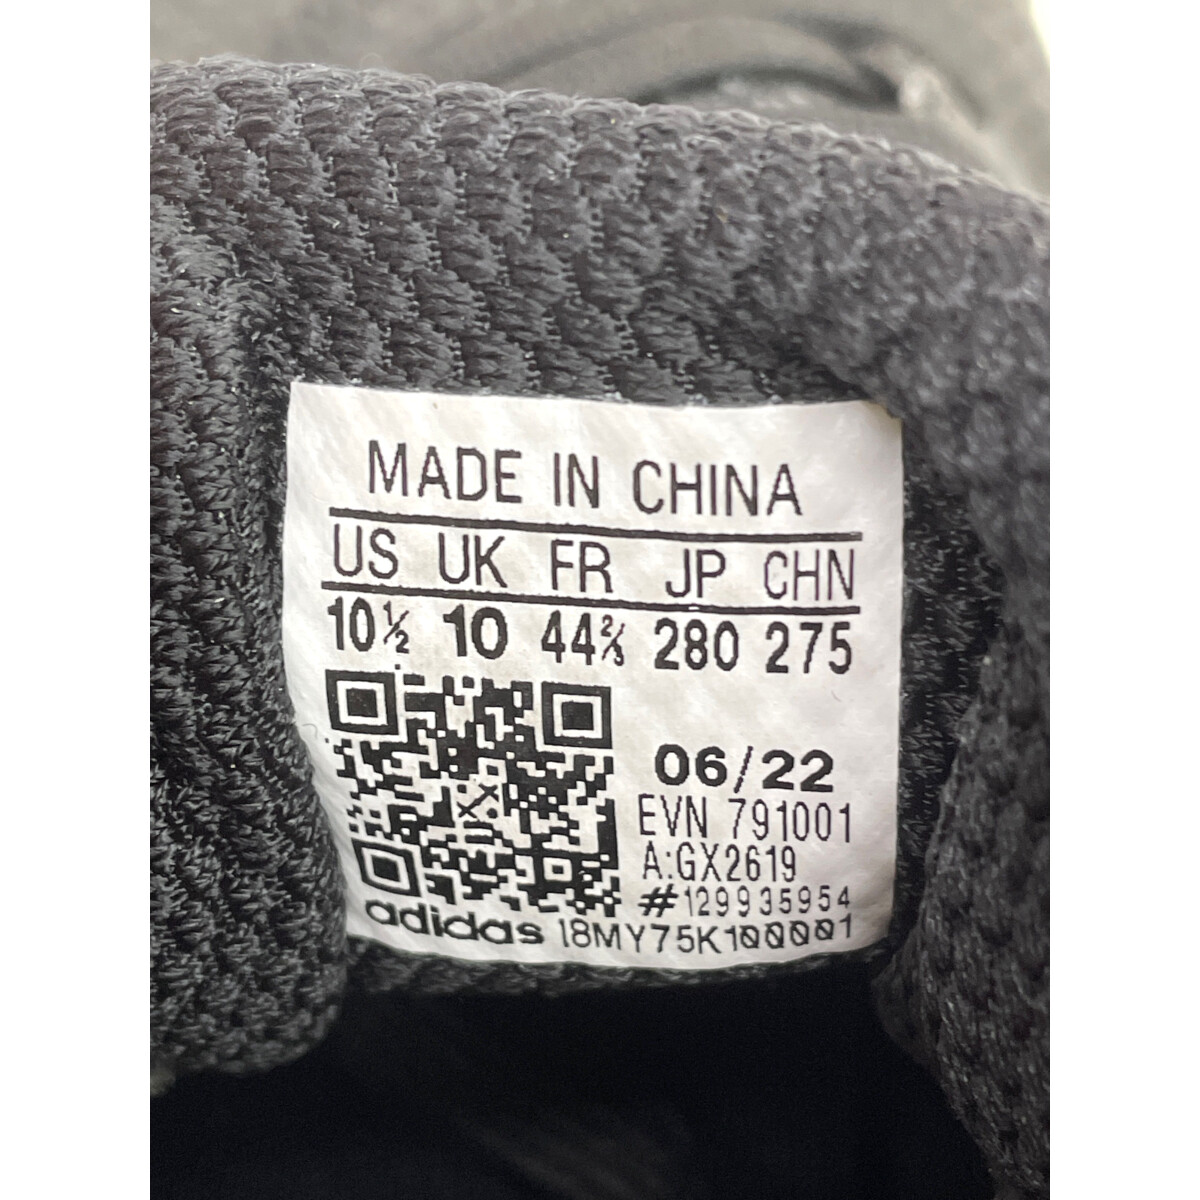 MADE IN CHINA
US UK FR JP CHN
10½ 10 44⅔ 280 275
06/22
EVN 791001
A:GX2619
#129935954
adidas 18MY75K100001